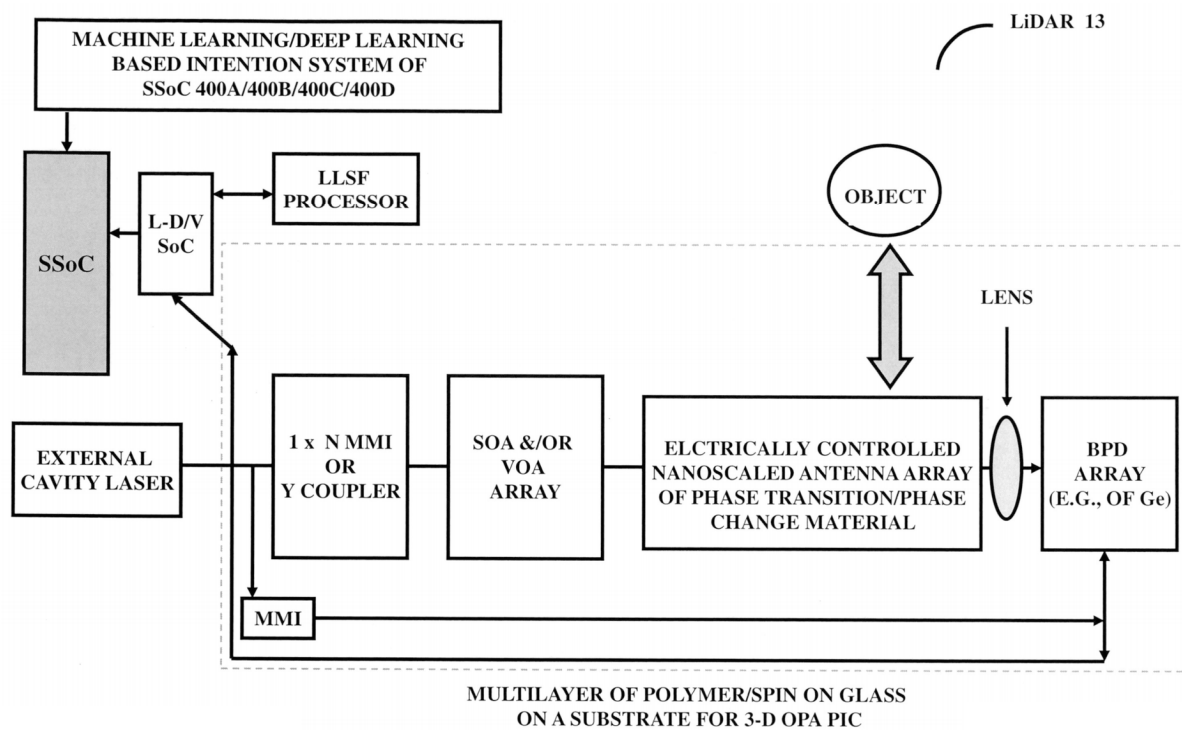 LiDAR 13
MACHINE LEARNING/DEEP LEARNING
BASED INTENTION SYSTEM OF
SSoC 400A/400B/400C/400D
SSoC
L-D/V
SoC
LLSF
PROCESSOR
OBJECT
LENS
EXTERNAL
CAVITY LASER
1 x N MMI
OR
Y COUPLER
SOA &/OR
VOA
ARRAY
ELCTRICALLY CONTROLLED
NANOSCALED ANTENNA ARRAY
OF PHASE TRANSITION/PHASE
CHANGE MATERIAL
BPD
ARRAY
(E.G., OF Ge)
MMI
MULTILAYER OF POLYMER/SPIN ON GLASS
ON A SUBSTRATE FOR 3-D OPA PIC